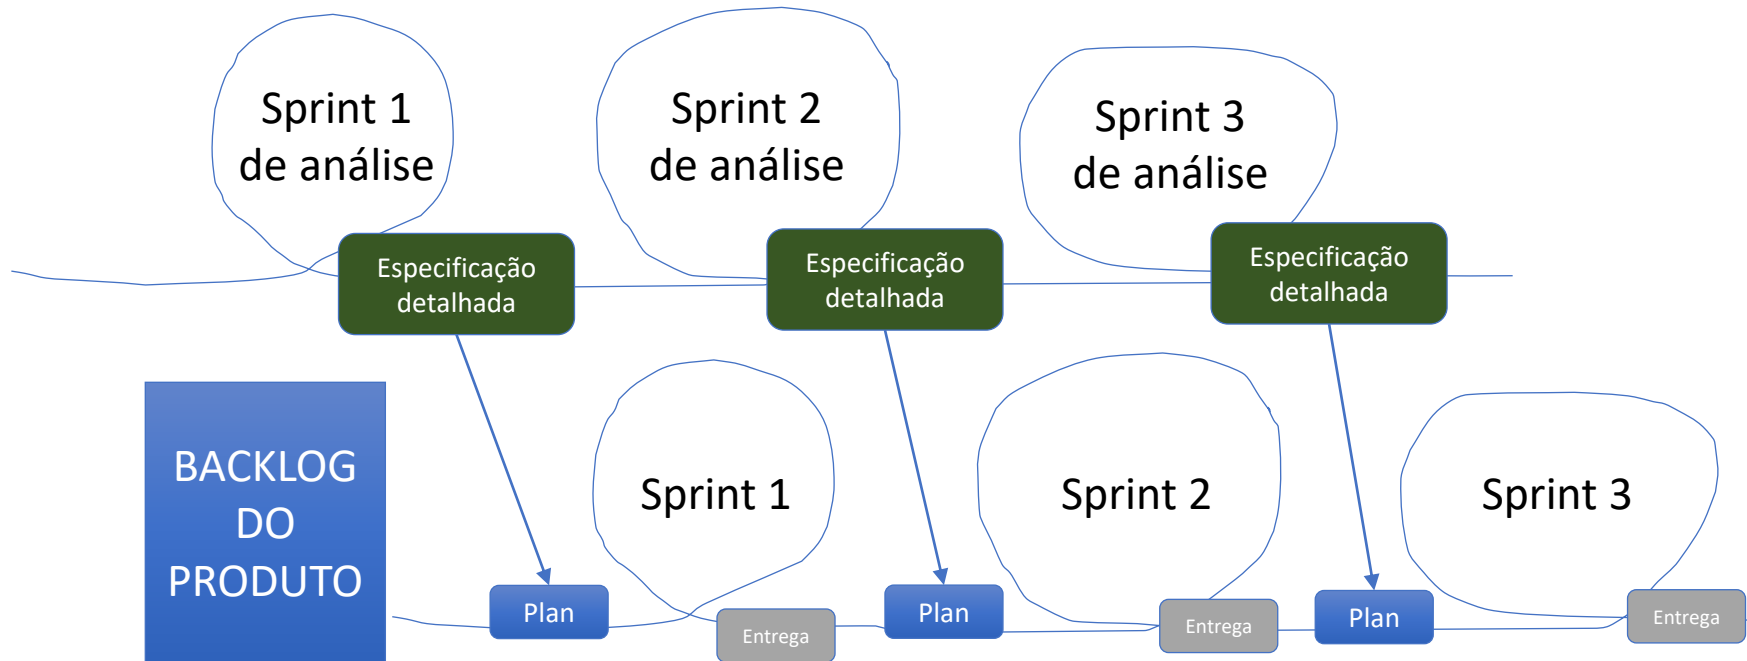 Sprint 1
de análise
Sprint 2
de análise
Sprint 3
de análise
Especificação
detalhada
Especificação
detalhada
Especificação
detalhada
BACKLOG
DO
PRODUTO
Sprint 1
Sprint 2
Sprint 3
Plan
Entrega
Plan
Entrega
Plan
Entrega